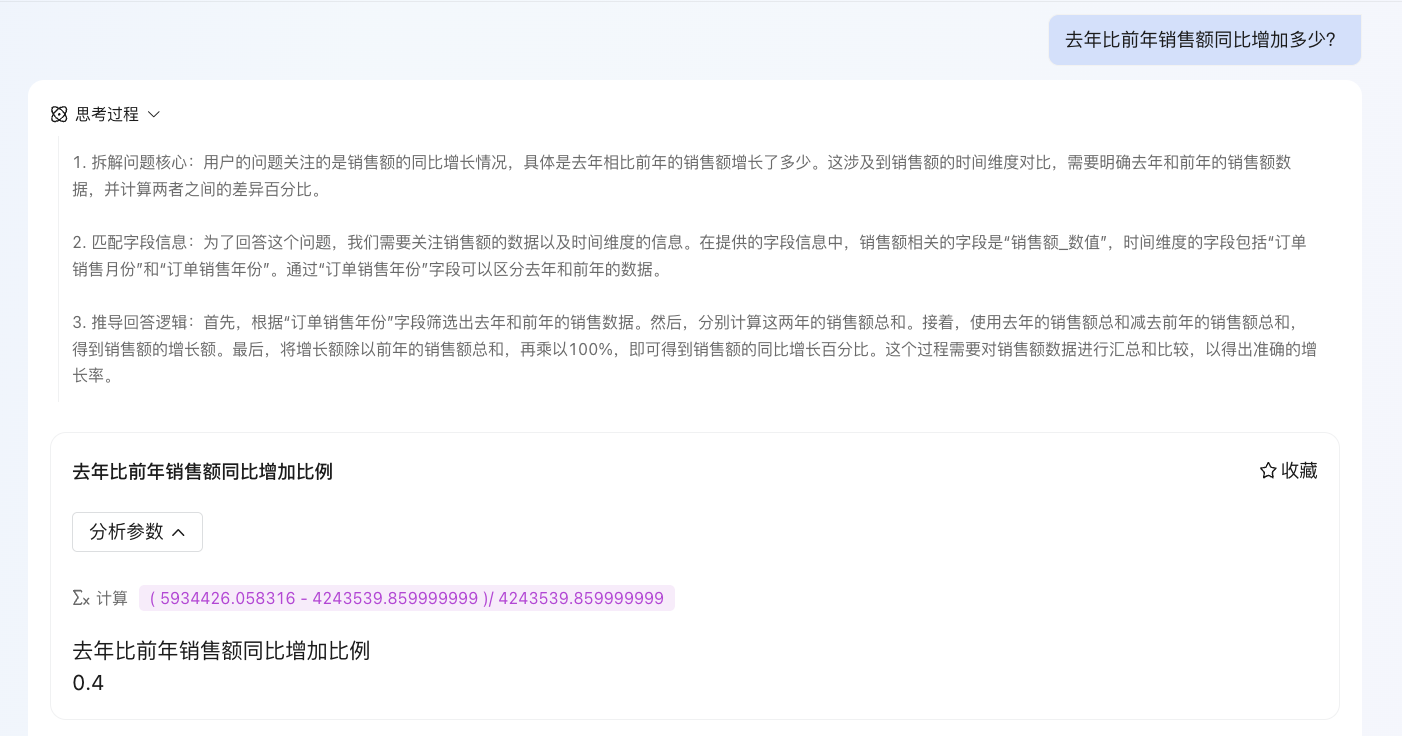 去年比前年销售额同比增加多少?
思考过程
1. 拆解问题核心：用户的问题关注的是销售额的同比增长情况，具体是去年相比前年的销售额增长了多少。这涉及到销售额的时间维度对比，需要明确去年和前年的销售额数
据，并计算两者之间的差异百分比。
2. 匹配字段信息：为了回答这个问题，我们需要关注销售额的数据以及时间维度的信息。在提供的字段信息中，销售额相关的字段是“销售额_数值”，时间维度的字段包括“订单
销售月份”和“订单销售年份”。通过“订单销售年份”字段可以区分去年和前年的数据。
3. 推导回答逻辑：首先，根据“订单销售年份”字段筛选出去年和前年的销售数据。然后，分别计算这两年的销售额总和。接着，使用去年的销售额总和减去前年的销售额总和，
得到销售额的增长额。最后，将增长额除以前年的销售额总和，再乘以100%，即可得到销售额的同比增长百分比。这个过程需要对销售额数据进行汇总和比较，以得出准确的增
长率。
去年比前年销售额同比增加比例
收藏
分析参数
Σx 计算 ( 5934426.058316 - 4243539.859999999 )/ 4243539.859999999
去年比前年销售额同比增加比例
0.4